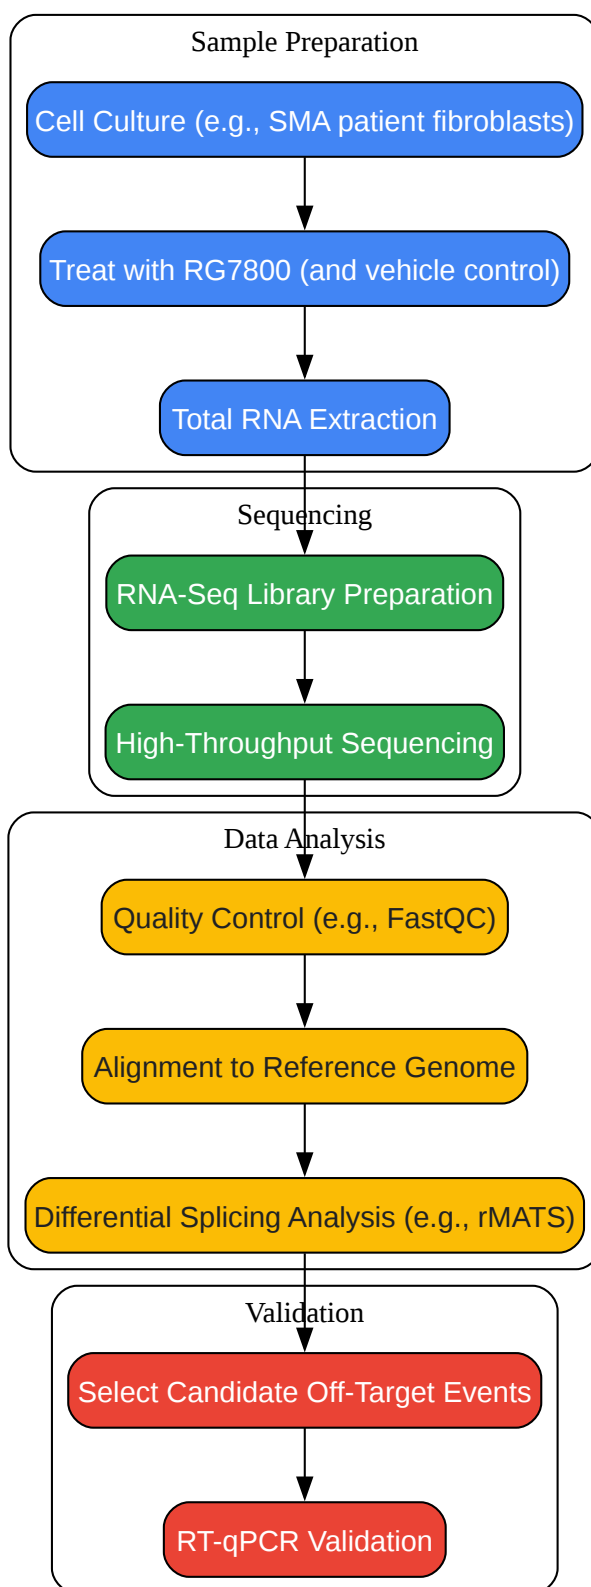 Sample Preparation
Cell Culture (e.g., SMA patient fibroblasts)
Treat with RG7800 (and vehicle control)
Total RNA Extraction
Sequencing
RNA-Seq Library Preparation
High-Throughput Sequencing
Data Analysis
Quality Control (e.g., FastQC)
Alignment to Reference Genome
Differential Splicing Analysis (e.g., rMATS)
Validation
Select Candidate Off-Target Events
RT-qPCR Validation